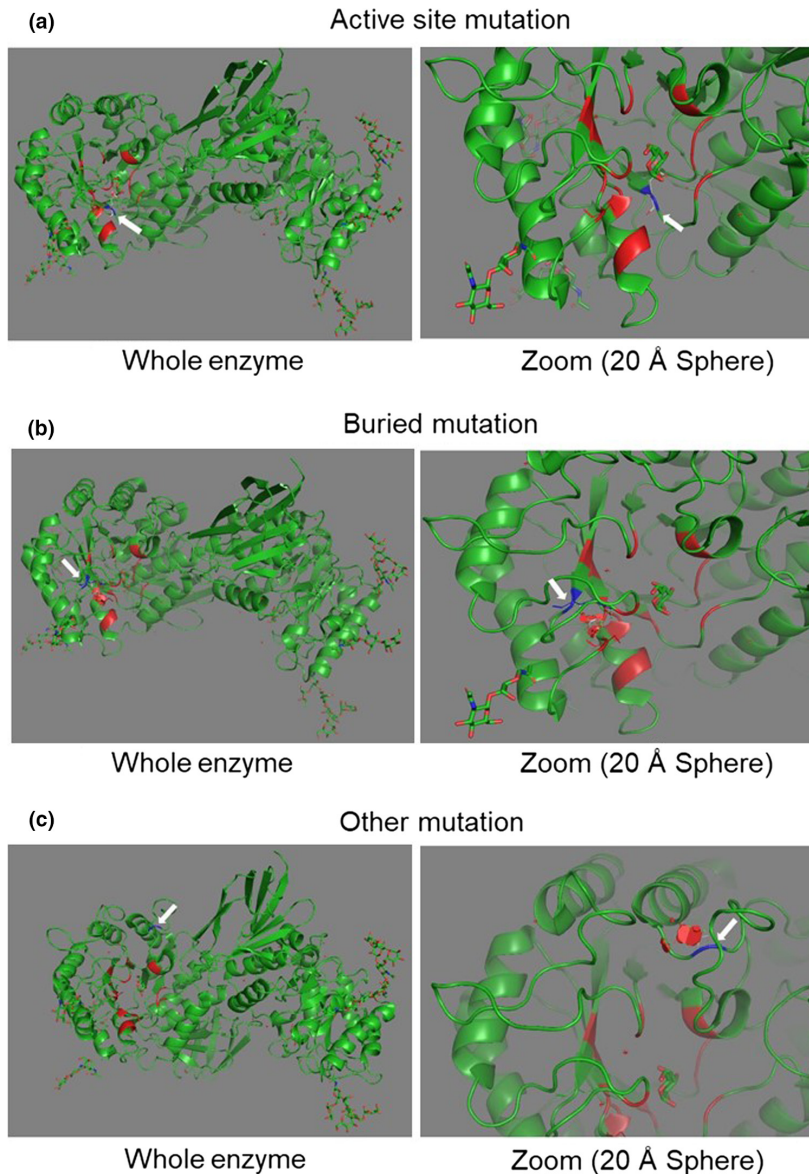 (a)
Active site mutation
Whole enzyme
Zoom (20 Å Sphere)
(b)
Buried mutation
Whole enzyme
Zoom (20 Å Sphere)
(c)
Other mutation
Whole enzyme
Zoom (20 Å Sphere)